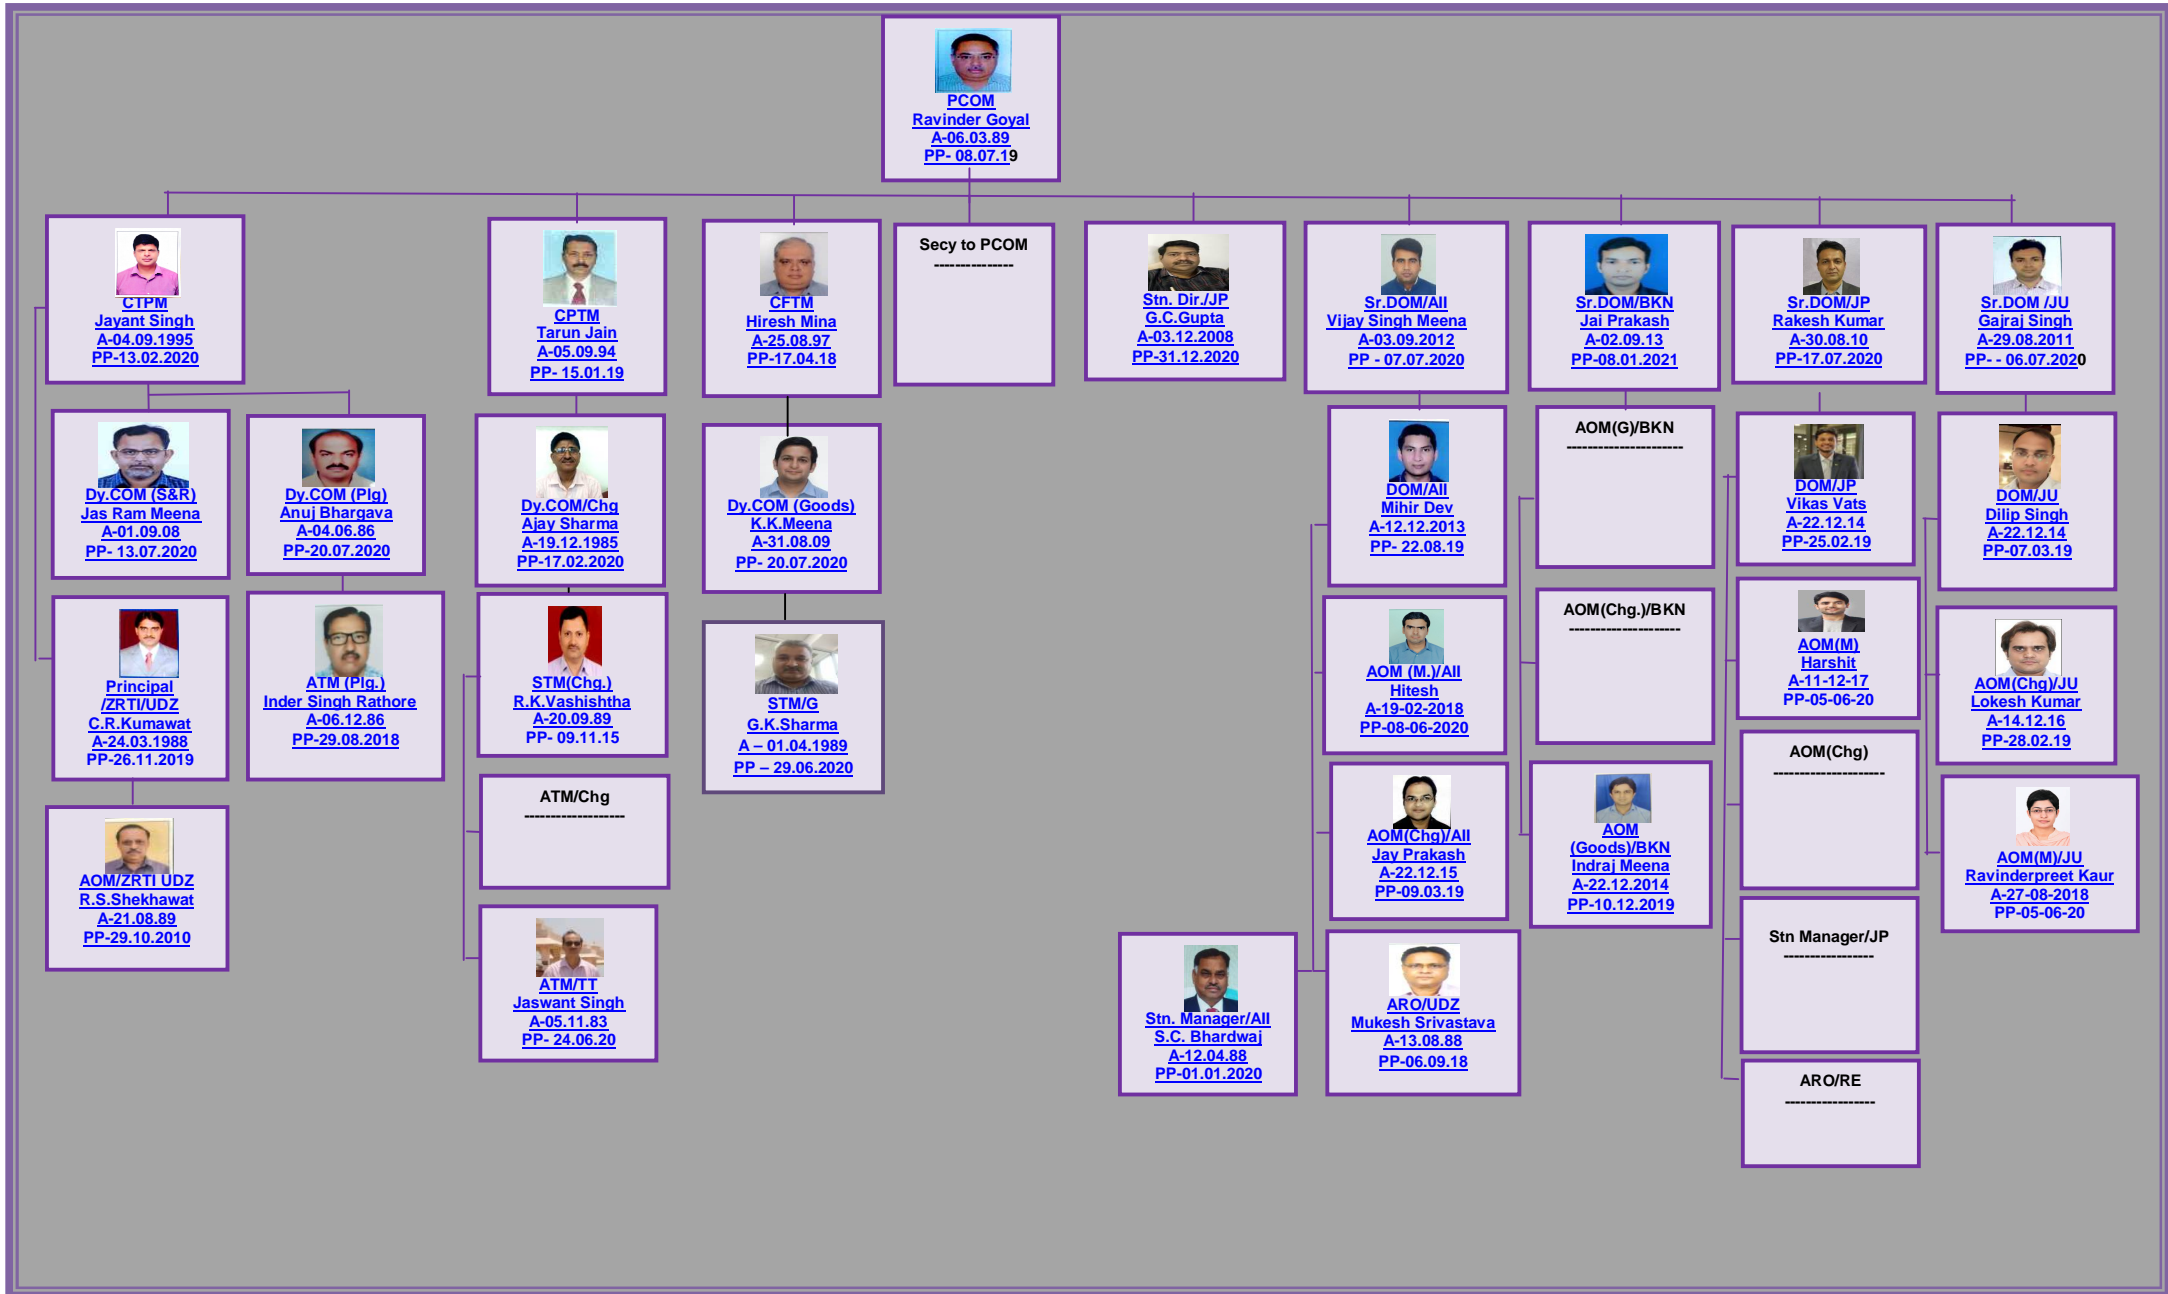 PCOM
Ravinder Goyal
A-06.03.89
PP- 08.07.19
CTPM
Jayant Singh
A-04.09.1995
PP-13.02.2020
CPTM
Tarun Jain
A-05.09.94
PP- 15.01.19
CFTM
Hiresh Mina
A-25.08.97
PP-17.04.18
Secy to PCOM
---------------
Stn. Dir./JP
G.C.Gupta
A-03.12.2008
PP-31.12.2020
Sr.DOM/AII
Vijay Singh Meena
A-03.09.2012
PP - 07.07.2020
Sr.DOM/BKN
Jai Prakash
A-02.09.13
PP-08.01.2021
Sr.DOM/JP
Rakesh Kumar
A-30.08.10
PP-17.07.2020
Sr.DOM /JU
Gajraj Singh
A-29.08.2011
PP- - 06.07.2020
Dy.COM (S&R)
Jas Ram Meena
A-01.09.08
PP- 13.07.2020
Dy.COM (Plg)
Anuj Bhargava
A-04.06.86
PP-20.07.2020
Dy.COM/Chg
Ajay Sharma
A-19.12.1985
PP-17.02.2020
Dy.COM (Goods)
K.K.Meena
A-31.08.09
PP- 20.07.2020
DOM/AII
Mihir Dev
A-12.12.2013
PP- 22.08.19
AOM(G)/BKN
----------------------
DOM/JP
Vikas Vats
A-22.12.14
PP-25.02.19
DOM/JU
Dilip Singh
A-22.12.14
PP-07.03.19
Principal
/ZRTI/UDZ
C.R.Kumawat
A-24.03.1988
PP-26.11.2019
ATM (Plg.)
Inder Singh Rathore
A-06.12.86
PP-29.08.2018
STM(Chg.)
R.K.Vashishtha
A-20.09.89
PP- 09.11.15
STM/G
G.K.Sharma
A – 01.04.1989
PP – 29.06.2020
AOM (M.)/AII
Hitesh
A-19-02-2018
PP-08-06-2020
AOM(Chg.)/BKN
---------------------
AOM(M)
Harshit
A-11-12-17
PP-05-06-20
AOM(Chg)/JU
Lokesh Kumar
A-14.12.16
PP-28.02.19
ATM/Chg
-------------------
AOM(Chg)/AII
Jay Prakash
A-22.12.15
PP-09.03.19
AOM
(Goods)/BKN
Indraj Meena
A-22.12.2014
PP-10.12.2019
AOM(Chg)
---------------------
AOM(M)/JU
Ravinderpreet Kaur
A-27-08-2018
PP-05-06-20
AOM/ZRTI UDZ
R.S.Shekhawat
A-21.08.89
PP-29.10.2010
ATM/TT
Jaswant Singh
A-05.11.83
PP- 24.06.20
Stn. Manager/AII
S.C. Bhardwaj
A-12.04.88
PP-01.01.2020
ARO/UDZ
Mukesh Srivastava
A-13.08.88
PP-06.09.18
Stn Manager/JP
-----------------
ARO/RE
-----------------